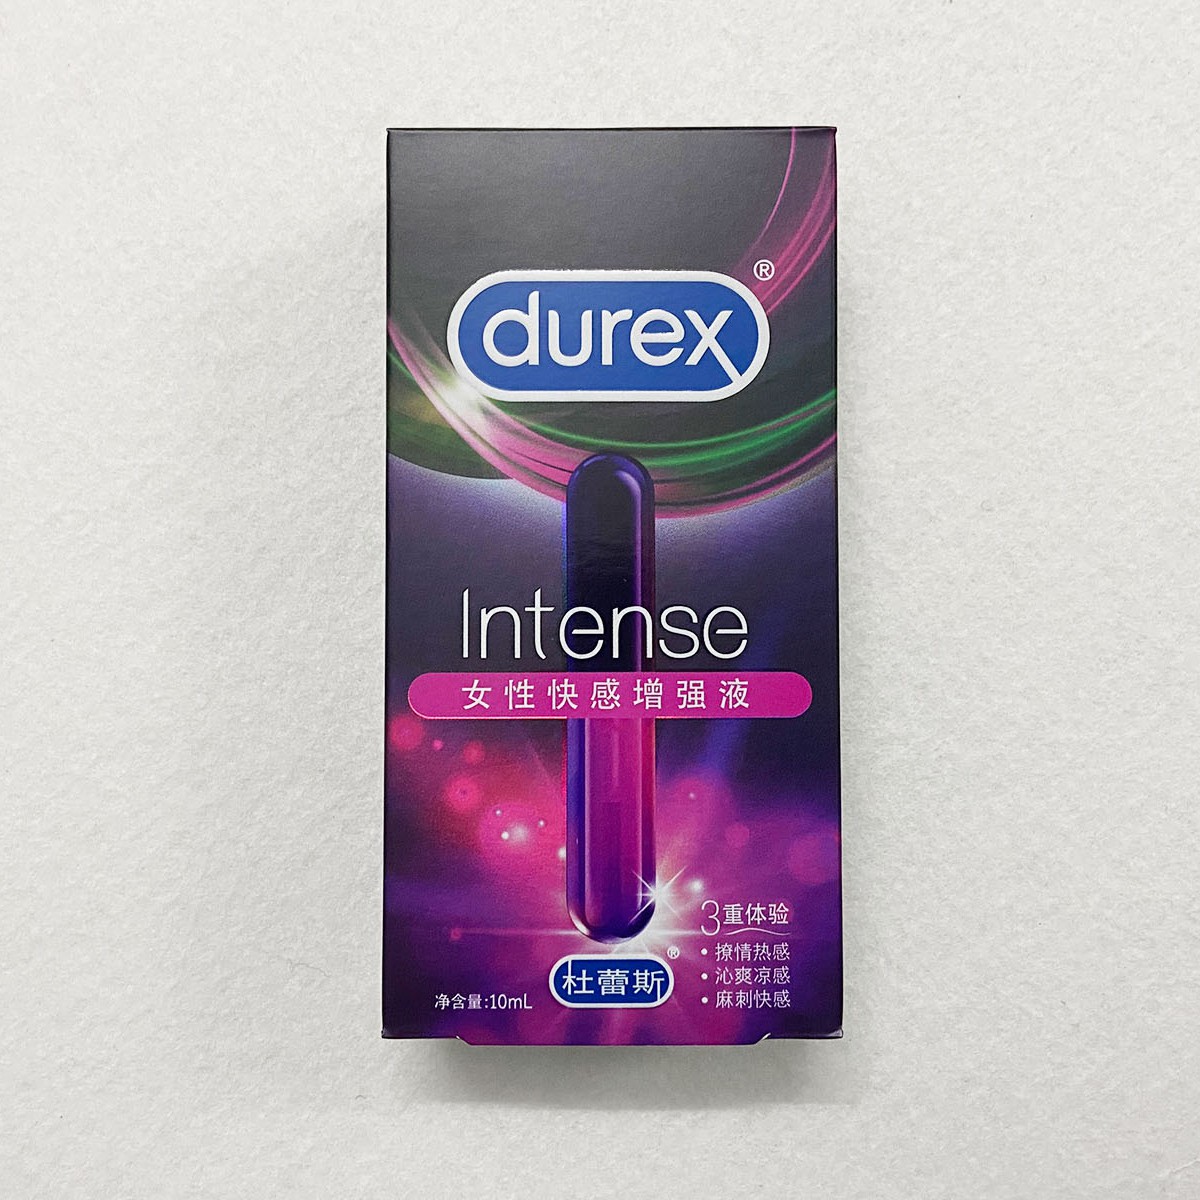 durex®
Intense
女性快感增强液
3重体验
• 撩情热感
• 沁爽凉感
• 麻刺快感
杜蕾斯®
净含量:10mL